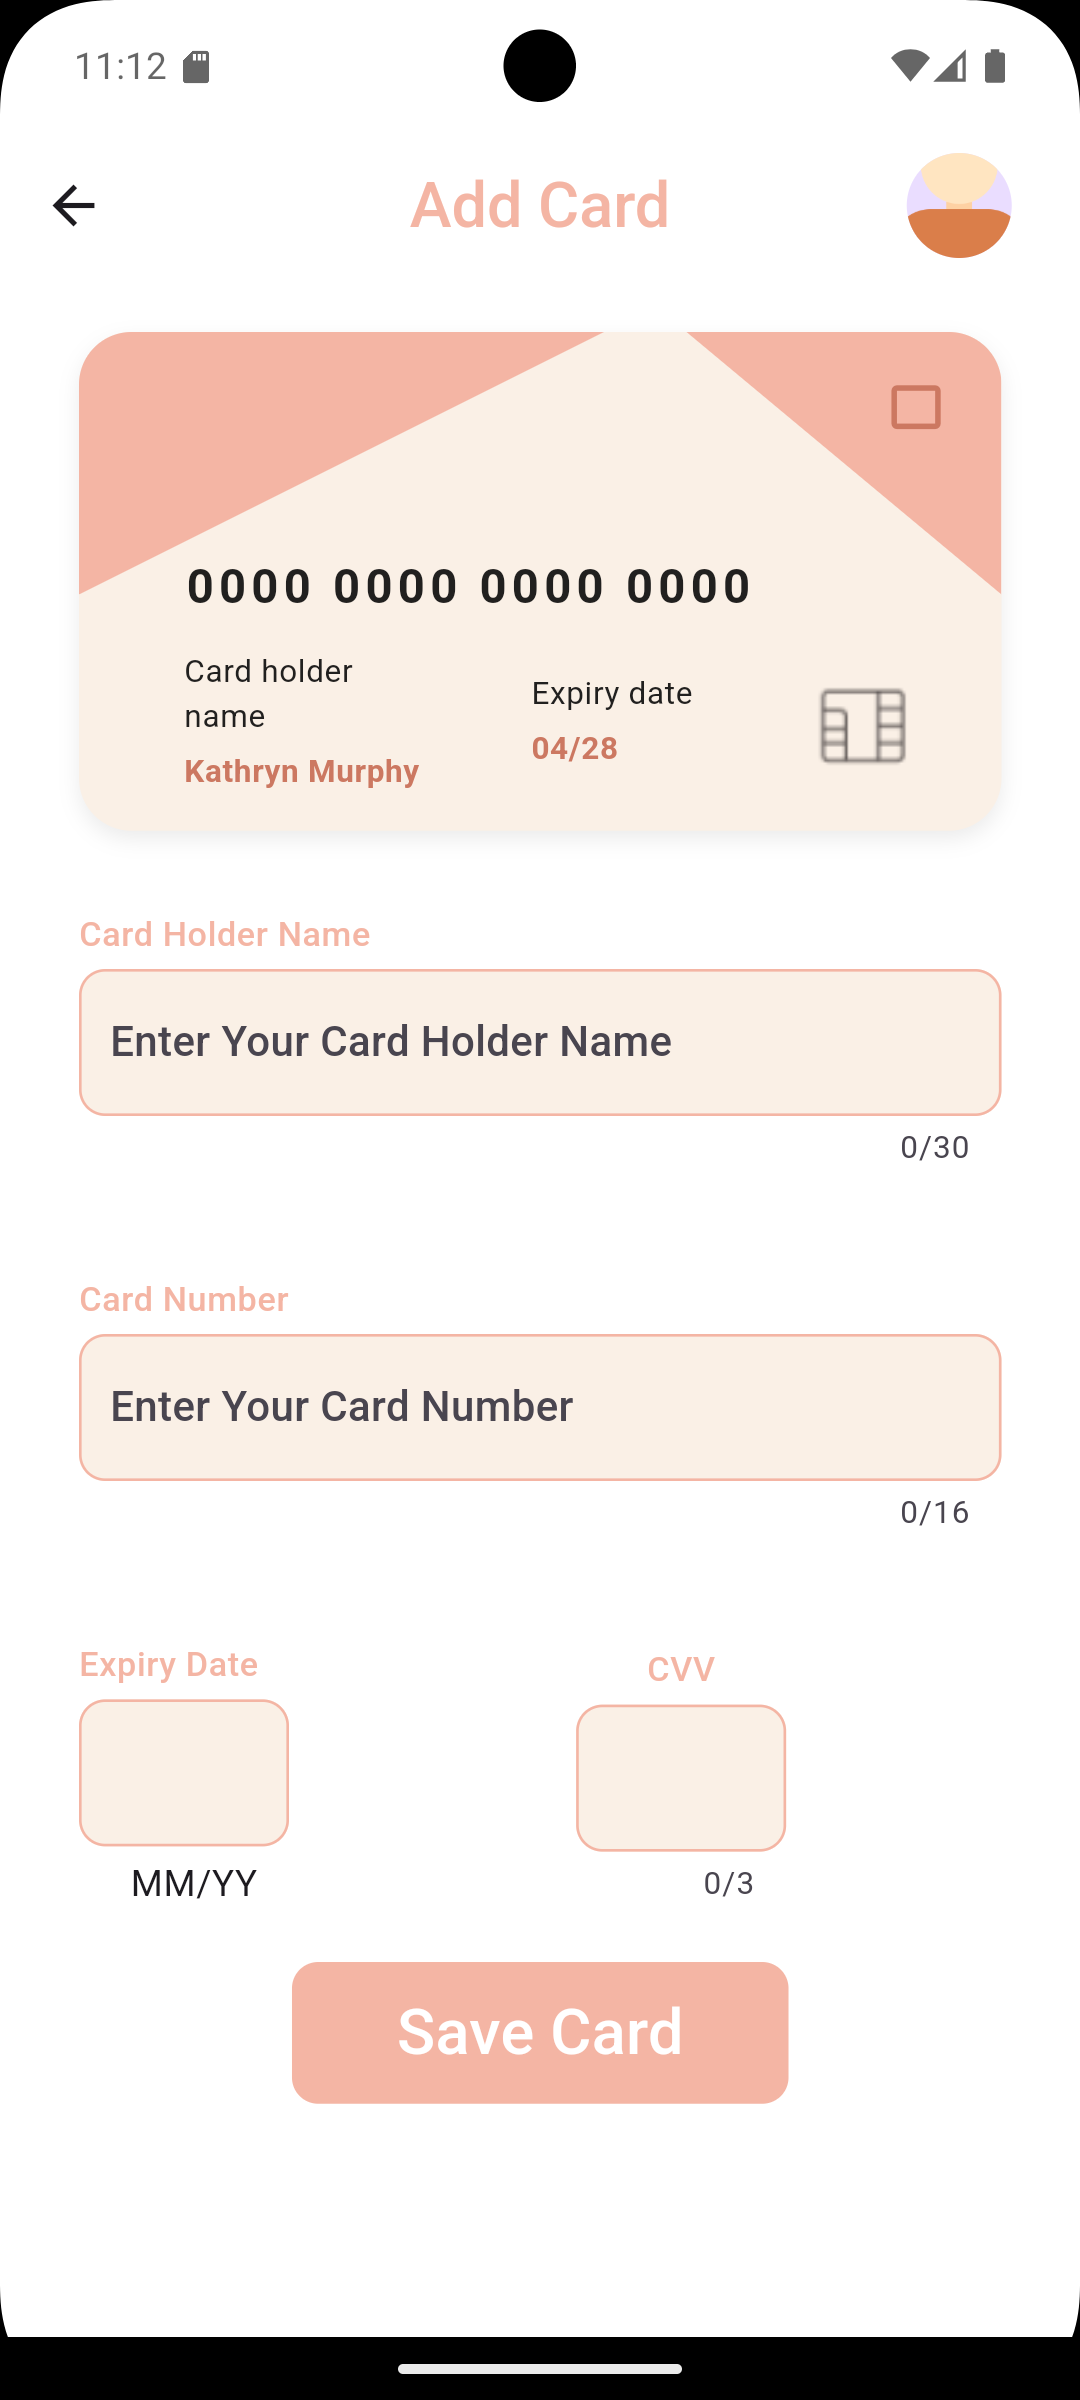 11:12
Add Card
0000 0000 0000 0000
Card holder
name
Kathryn Murphy
Expiry date
04/28
Card Holder Name
Enter Your Card Holder Name
0/30
Card Number
Enter Your Card Number
0/16
Expiry Date
MM/YY
CVV
0/3
Save Card